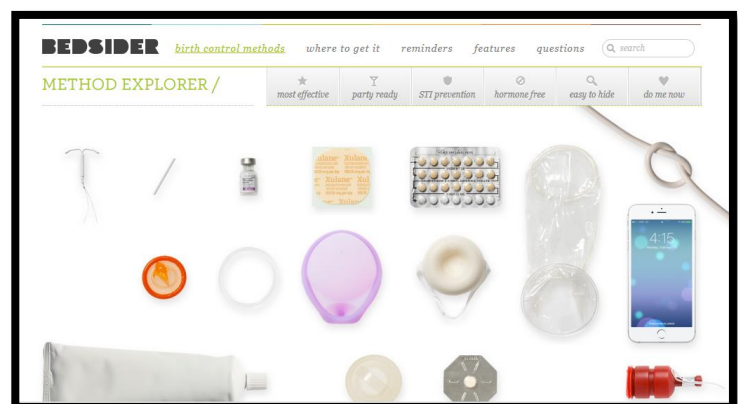 BEDSIDER birth control methods where to get it reminders features questions search
METHOD EXPLORER /
most effective party ready STI prevention hormone free easy to hide do me now
Xulane
4:15